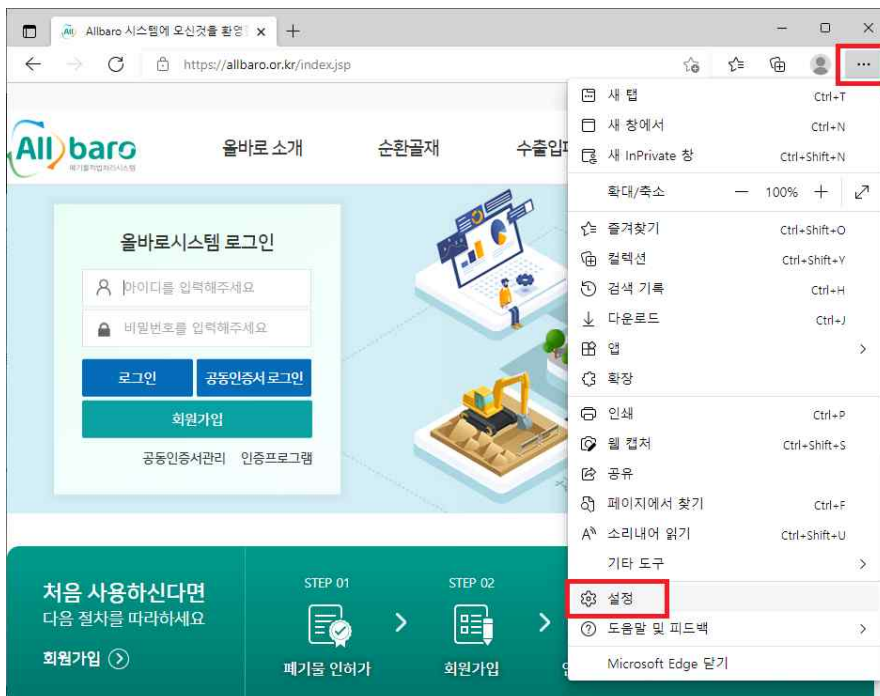 Allbaro 시스템에 오신것을 환영
https://allbaro.or.kr/index.jsp
Allbaro
폐기물적법처리시스템
올바로 소개
순환골재
수출입
올바로시스템 로그인
아이디를 입력해주세요
비밀번호를 입력해주세요
로그인
공동인증서로그인
회원가입
공동인증서관리 인증프로그램
처음 사용하신다면
다음 절차를 따라하세요
회원가입
STEP 01
폐기물 인허가
STEP 02
회원가입
새 탭 Ctrl+T
새 창에서 Ctrl+N
새 InPrivate 창 Ctrl+Shift+N
확대/축소 — 100% +
즐겨찾기 Ctrl+Shift+O
컬렉션 Ctrl+Shift+Y
검색 기록 Ctrl+H
다운로드 Ctrl+J
앱
확장
인쇄 Ctrl+P
웹 캡처 Ctrl+Shift+S
공유
페이지에서 찾기 Ctrl+F
소리내어 읽기 Ctrl+Shift+U
기타 도구
설정
도움말 및 피드백
Microsoft Edge 닫기